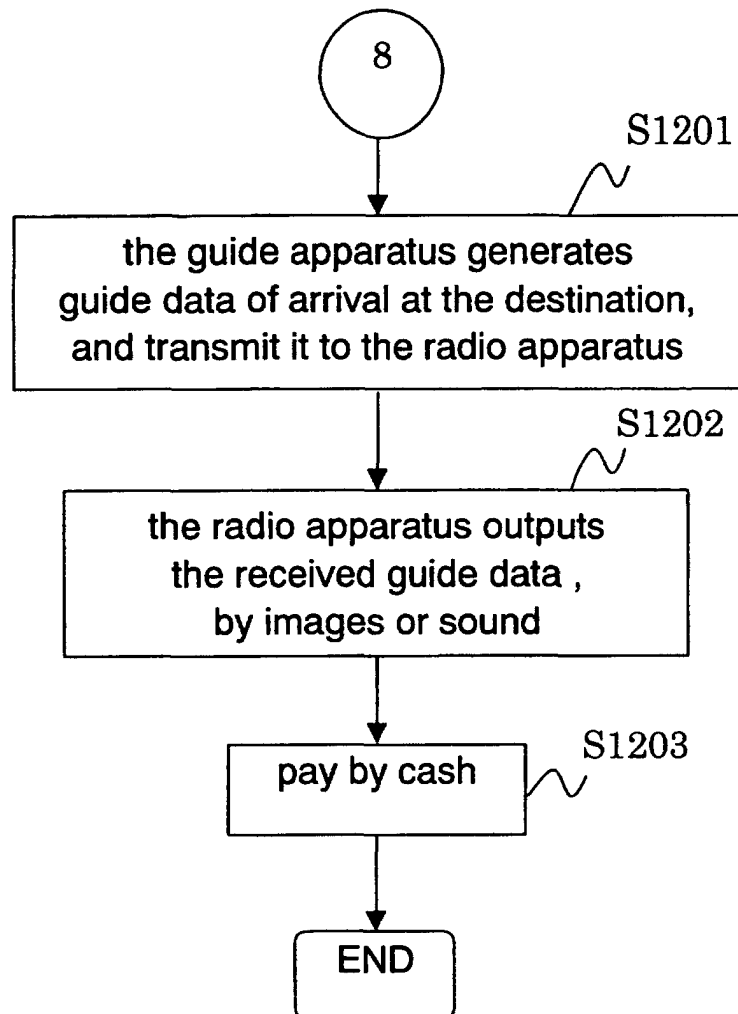 8
S1201
the guide apparatus generates
guide data of arrival at the destination,
and transmit it to the radio apparatus
S1202
the radio apparatus outputs
the received guide data ,
by images or sound
S1203
pay by cash
END